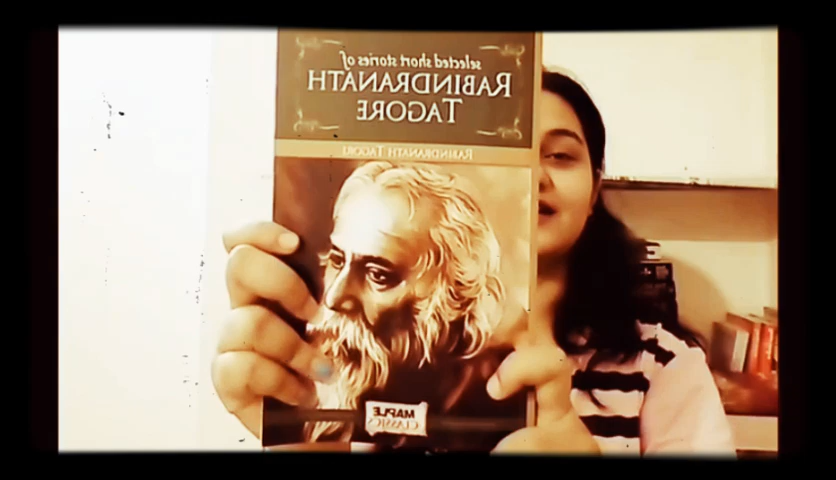 selected short stories of
RABINDRANATH
TAGORE
RABINDRANATH TAGORE
MAPLE
CLASSICS